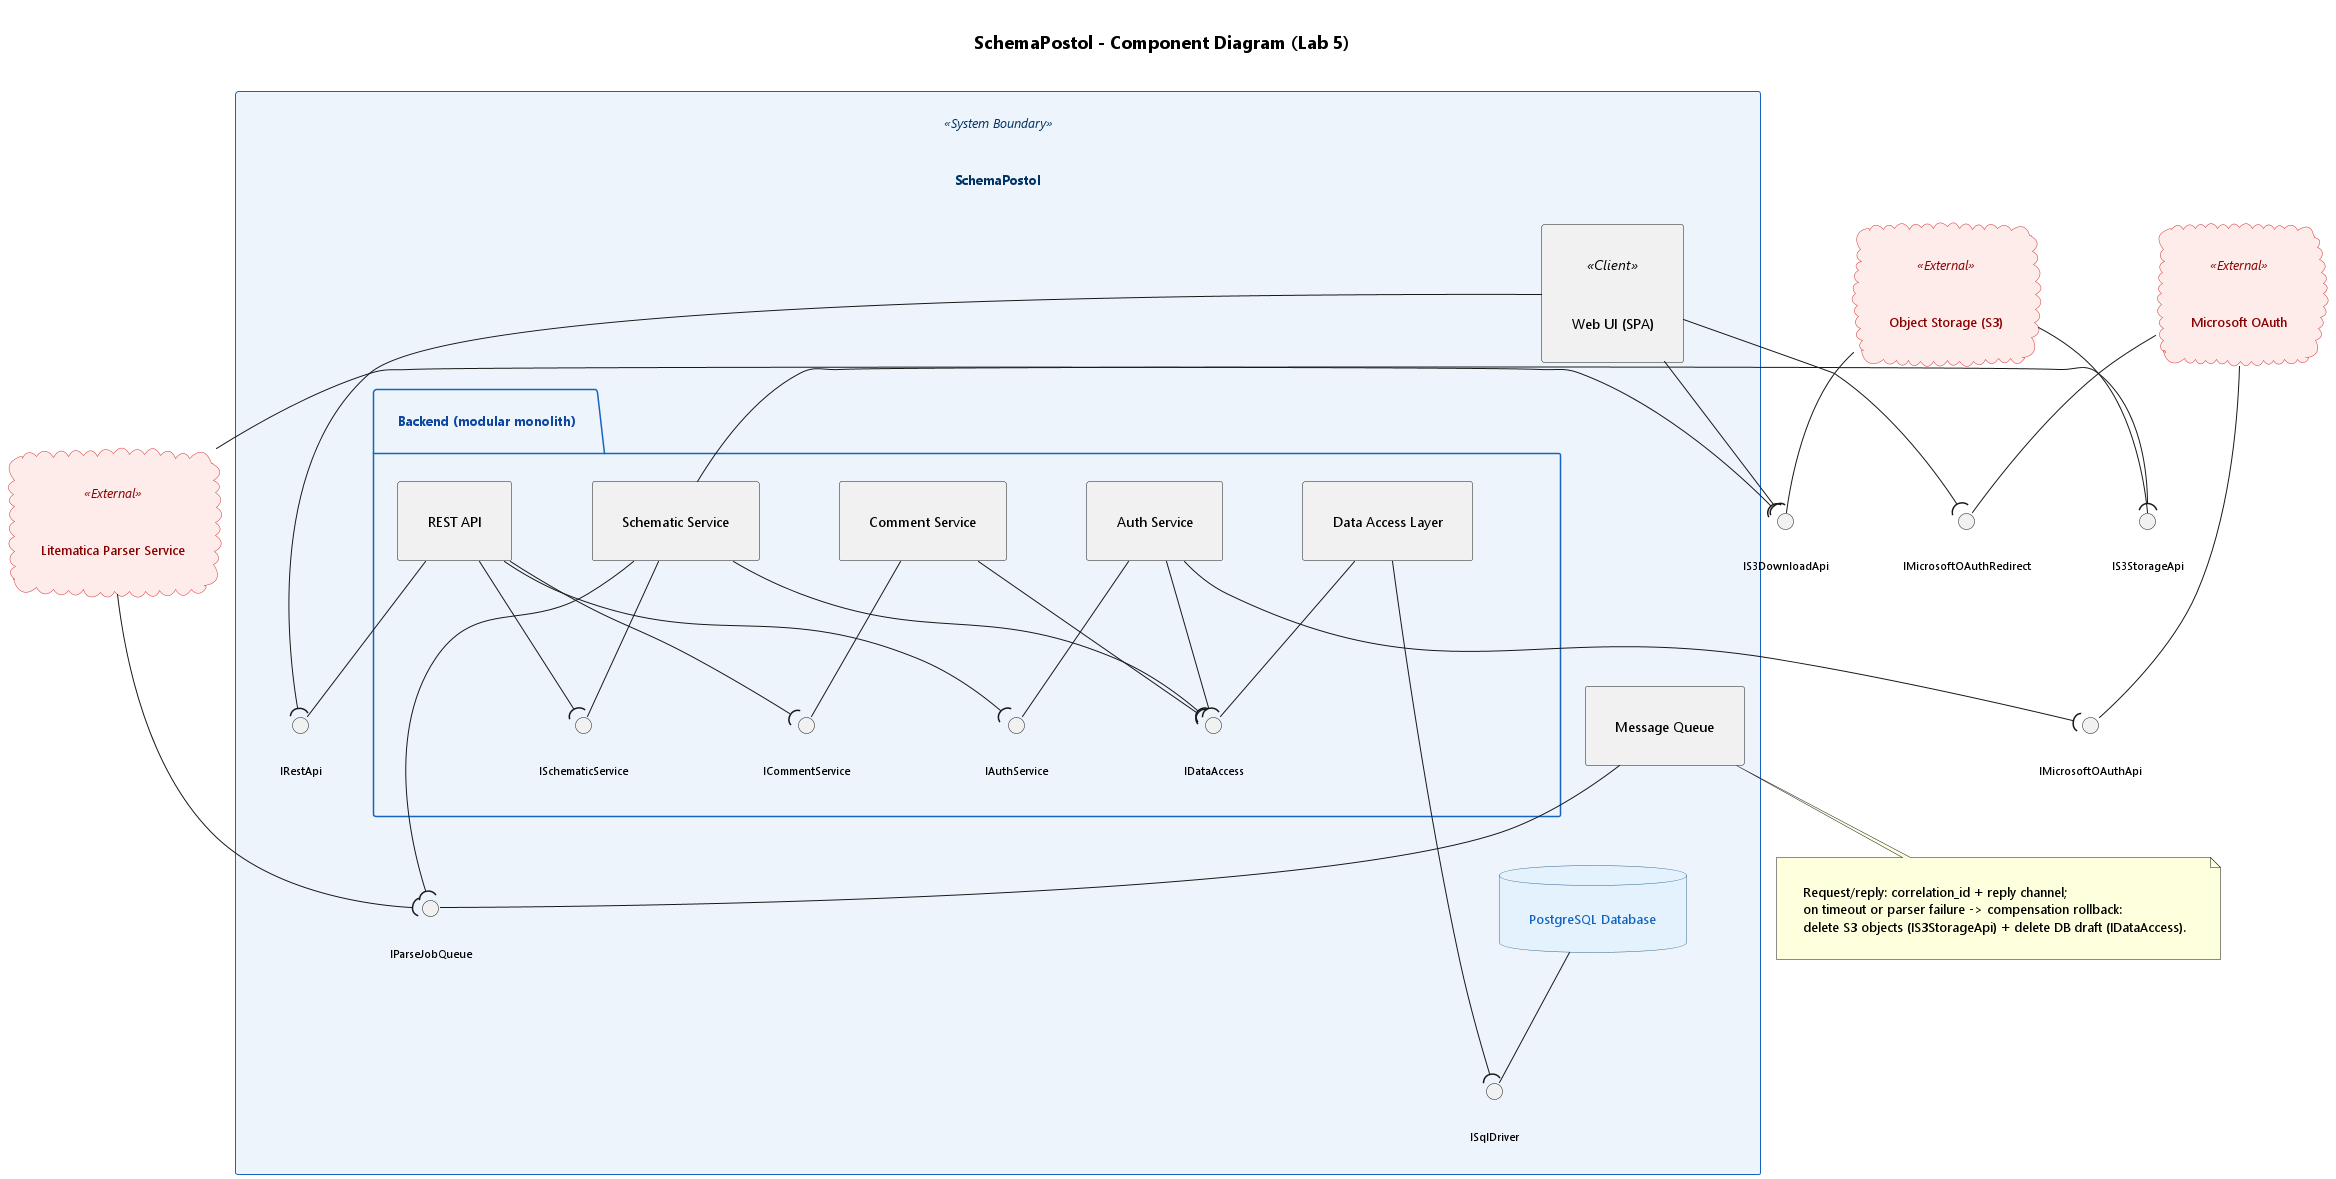 SchemaPostol - Component Diagram (Lab 5)
«System Boundary»
SchemaPostol
«Client»
Web UI (SPA)
«External»
Object Storage (S3)
«External»
Microsoft OAuth
Backend (modular monolith)
«External»
Litematica Parser Service
REST API
Schematic Service
Comment Service
Auth Service
Data Access Layer
IS3DownloadApi
IMicrosoftOAuthRedirect
IS3StorageApi
Message Queue
IRestApi
ISchematicService
ICommentService
IAuthService
IDataAccess
IMicrosoftOAuthApi
Request/reply: correlation_id + reply channel;
on timeout or parser failure -> compensation rollback:
delete S3 objects (IS3StorageApi) + delete DB draft (IDataAccess).
PostgreSQL Database
IParseJobQueue
ISqlDriver